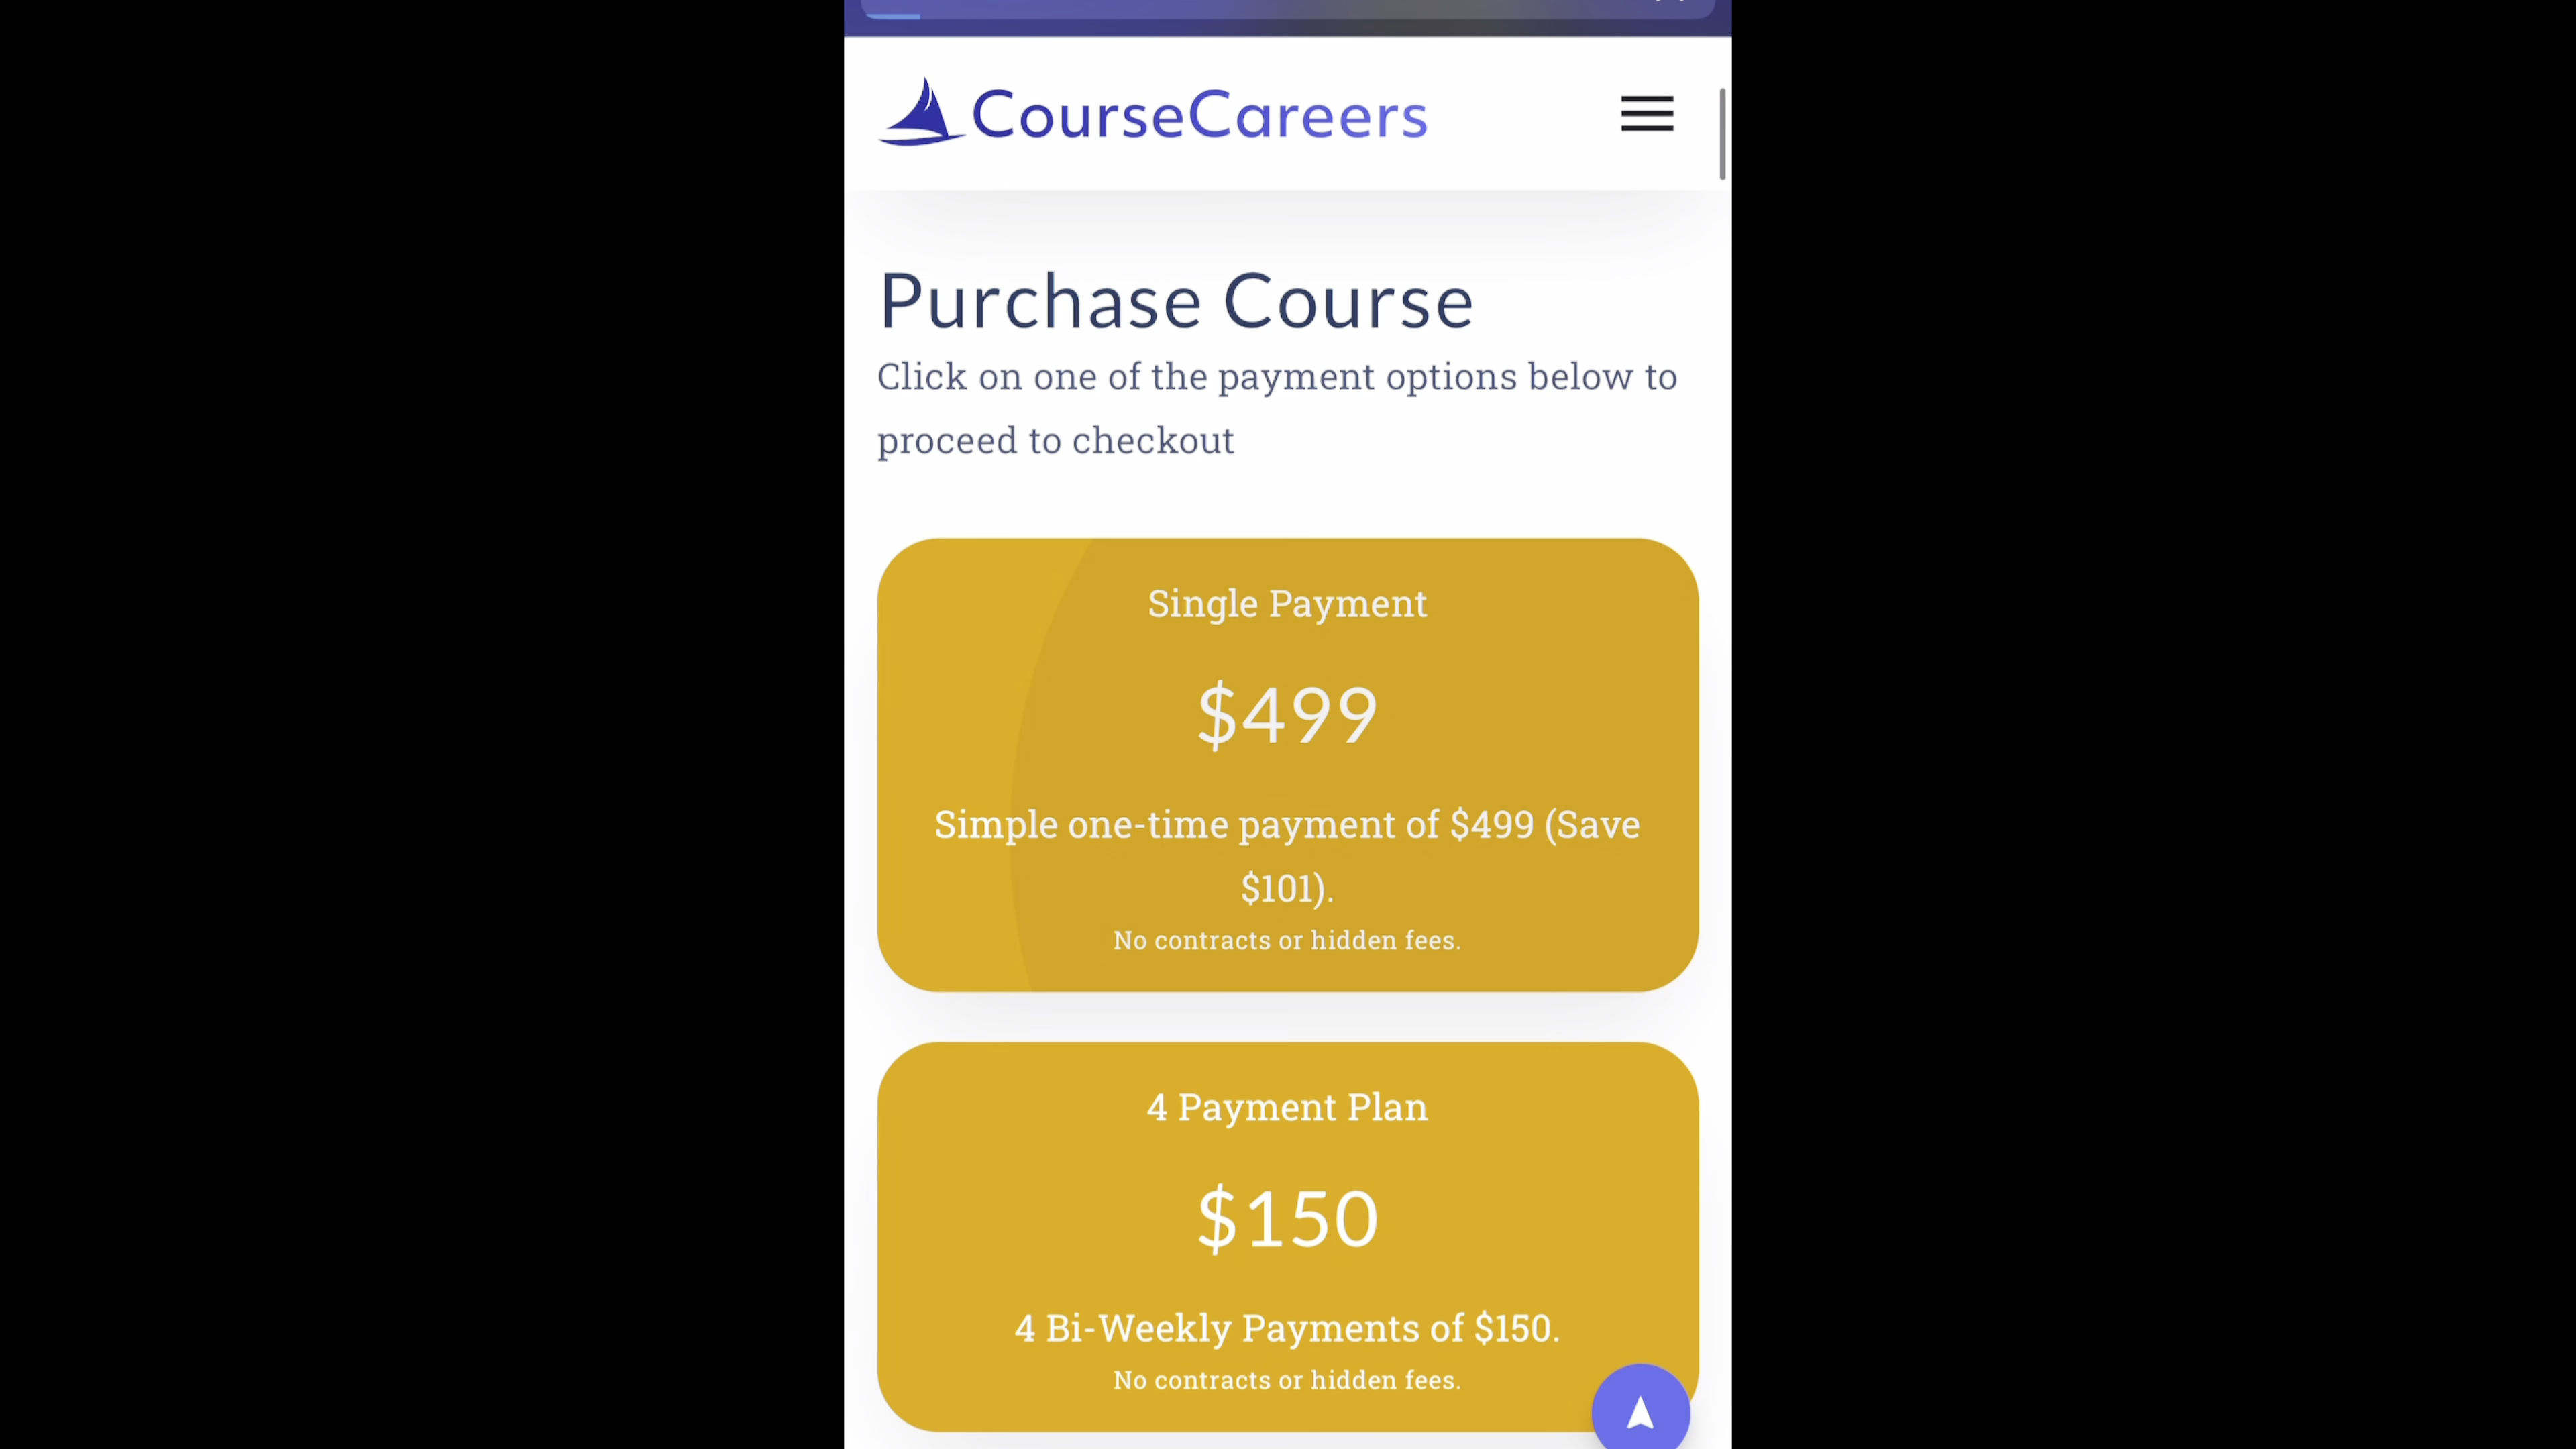 CourseCareers
Purchase Course
Click on one of the payment options below to
proceed to checkout
Single Payment
$499
Simple one-time payment of $499 (Save
$101).
No contracts or hidden fees.
4 Payment Plan
$150
4 Bi-Weekly Payments of $150.
No contracts or hidden fees.